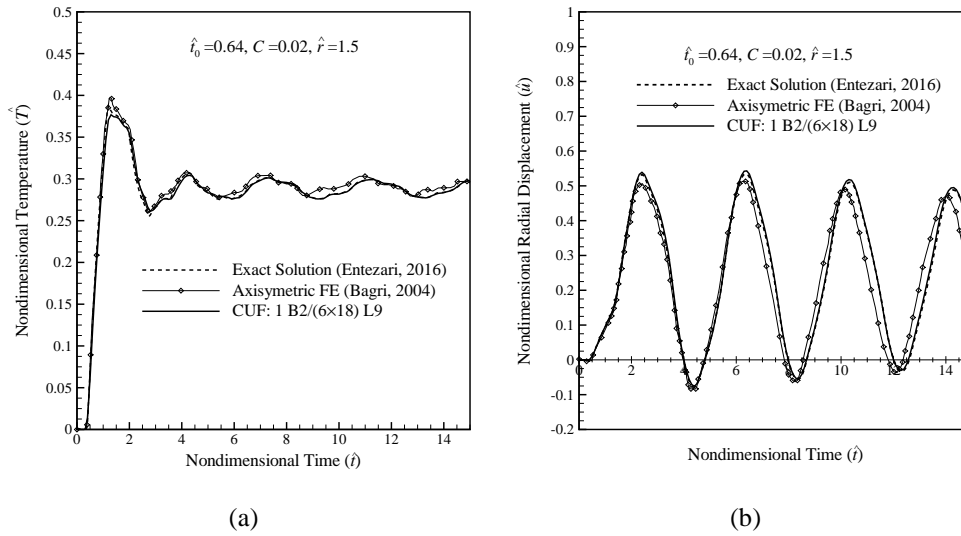 0.5
0.45
0.4
0.35
0.3
0.25
0.2
0.15
0.1
0.05
0
Nondimensional Temperature (T̂)
t̂₀ =0.64, C =0.02, r̂ =1.5
Exact Solution (Entezari, 2016)
Axisymetric FE (Bagri, 2004)
CUF: 1 B2/(6×18) L9
0 2 4 6 8 10 12 14
Nondimensional Time (t̂)
(a)
1
0.9
0.8
0.7
0.6
0.5
0.4
0.3
0.2
0.1
0
-0.1
-0.2
Nondimensional Radial Displacement (û)
t̂₀ =0.64, C =0.02, r̂ =1.5
Exact Solution (Entezari, 2016)
Axisymetric FE (Bagri, 2004)
CUF: 1 B2/(6×18) L9
0 2 4 6 8 10 12 14
Nondimensional Time (t̂)
(b)